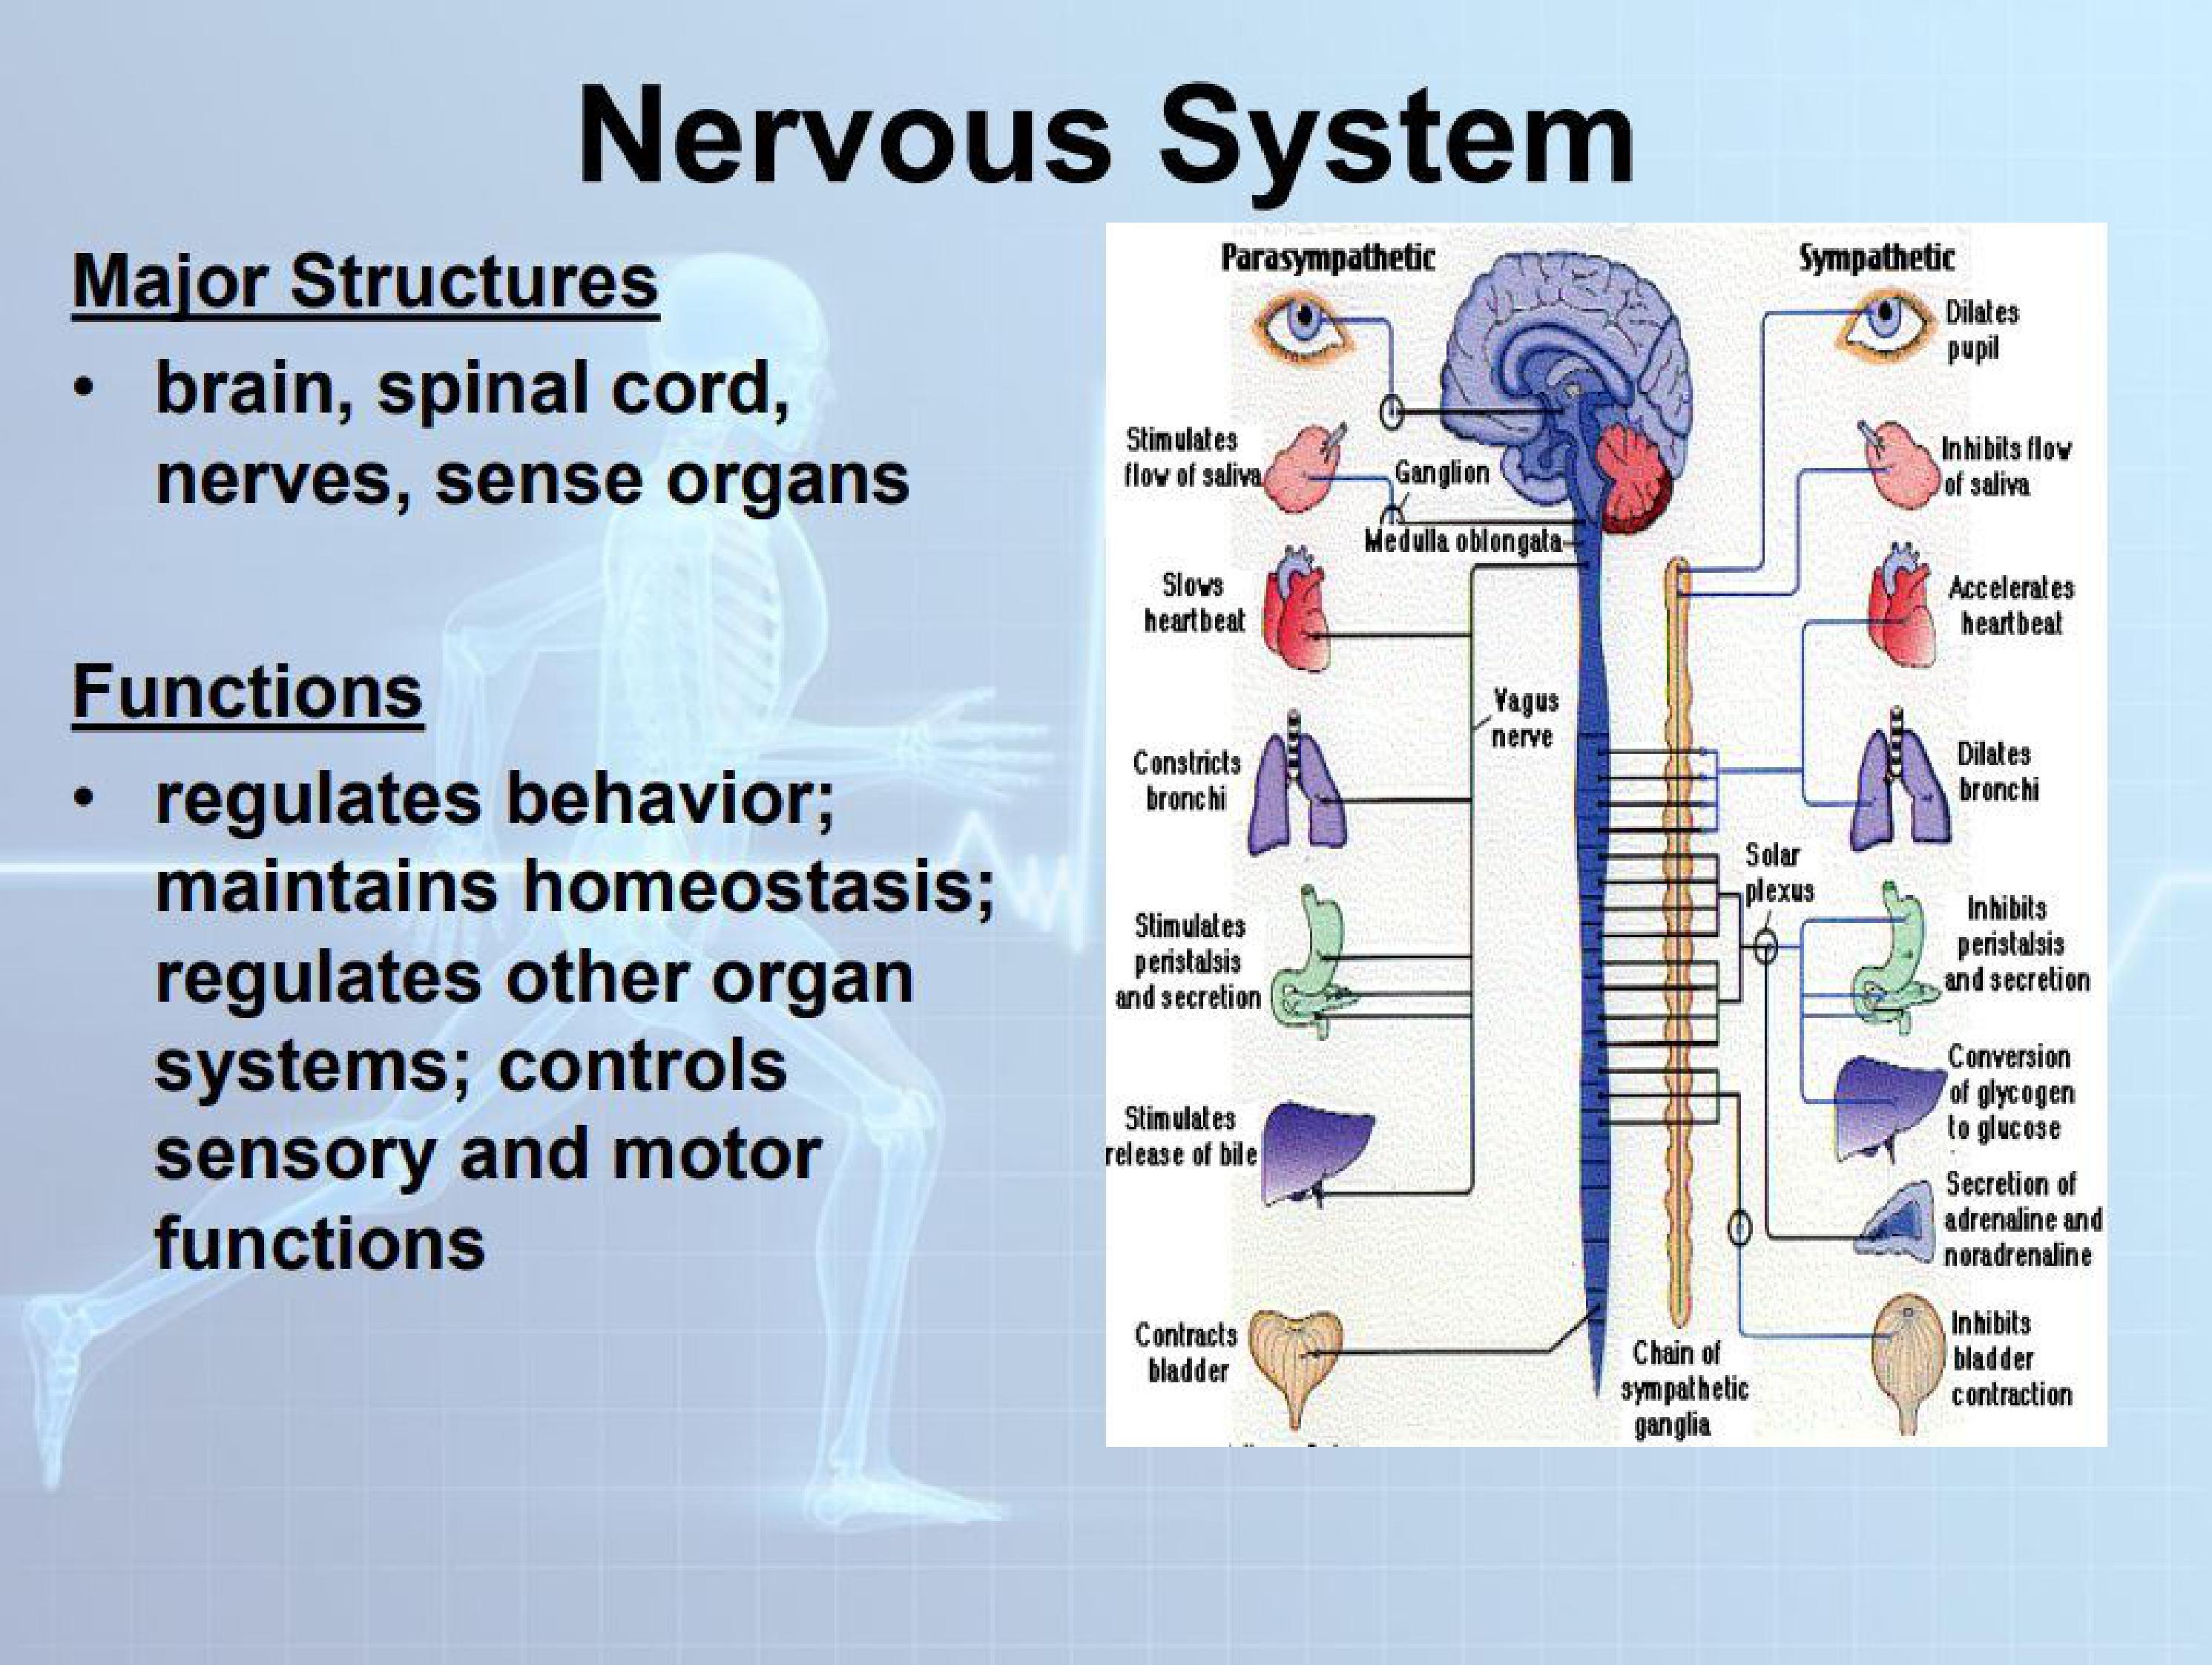 Nervous System
Major Structures
• brain, spinal cord,
nerves, sense organs
Functions
• regulates behavior;
maintains homeostasis;
regulates other organ
systems; controls
sensory and motor
functions
Parasympathetic
Stimulates
flow of saliva
Ganglion
Medulla oblongata
Slows
heartbeat
Vagus
nerve
Constricts
bronchi
Stimulates
peristalsis
and secretion
Stimulates
release of bile
Contracts
bladder
Sympathetic
Dilates
pupil
Inhibits flow
of saliva
Accelerates
heartbeat
Dilates
bronchi
Solar
plexus
Inhibits
peristalsis
and secretion
Conversion
of glycogen
to glucose
Secretion of
adrenaline and
noradrenaline
Inhibits
bladder
contraction
Chain of
sympathetic
ganglia